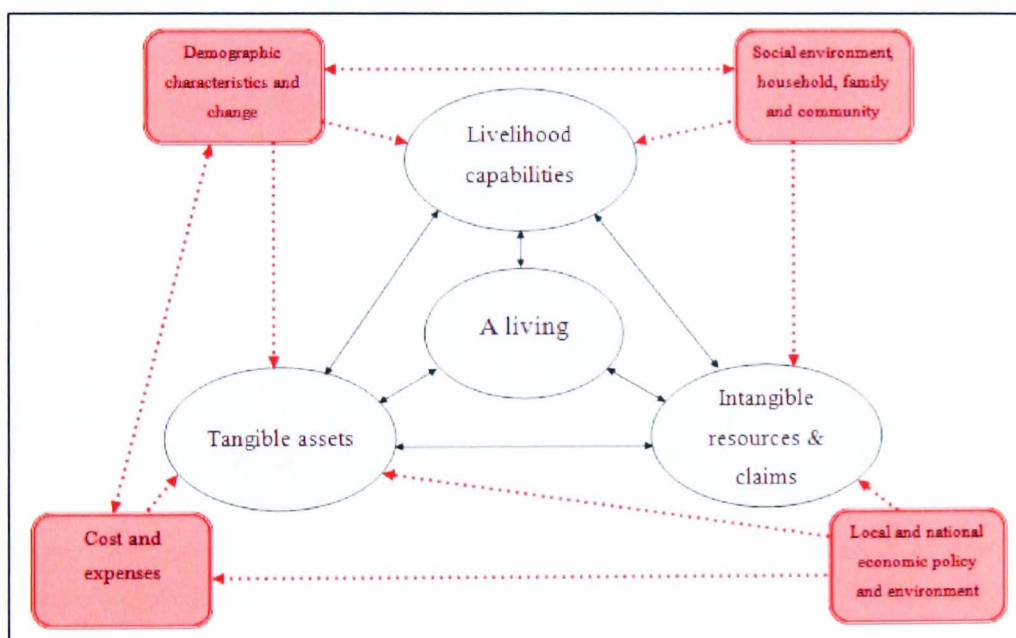 Demographic
characteristics and
change
Social environment,
household, family
and community
Livelihood
capabilities
A living
Tangible assets
Intangible
resources &
claims
Cost and
expenses
Local and national
economic policy
and environment